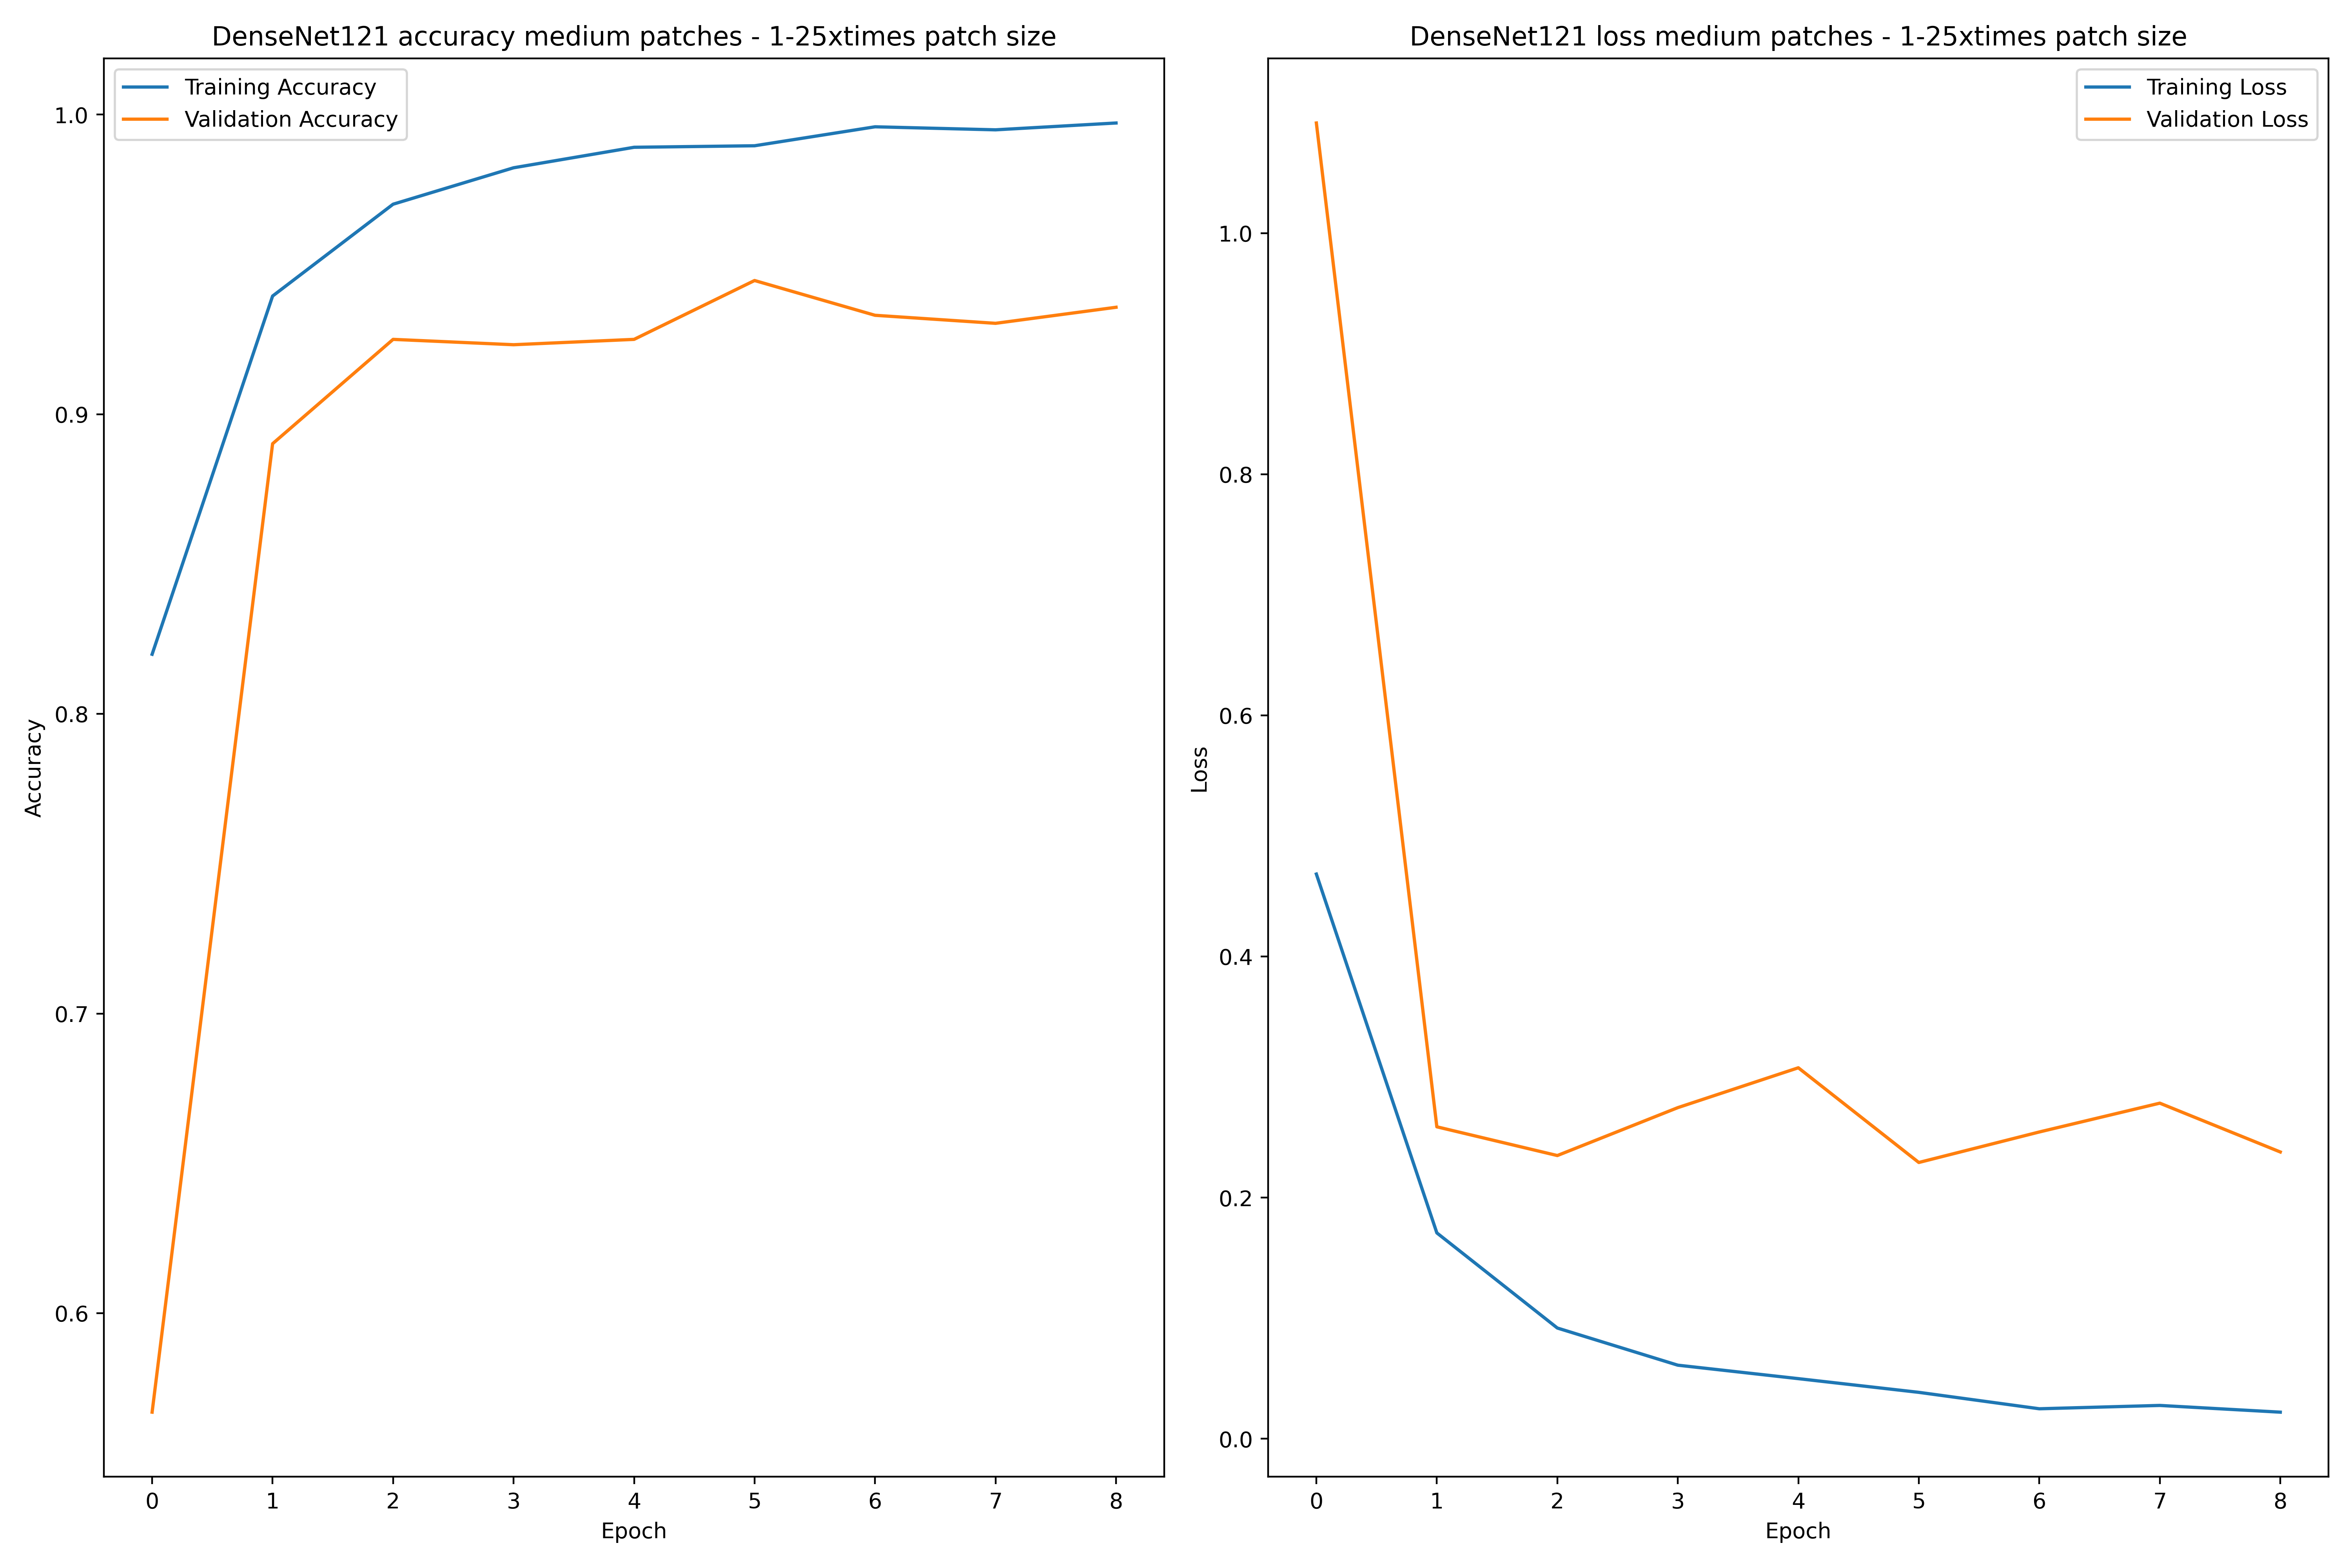 DenseNet121 accuracy medium patches - 1-25xtimes patch size
Training Accuracy
Validation Accuracy
1.0
0.9
0.8
0.7
0.6
Accuracy
0 1 2 3 4 5 6 7 8
Epoch
DenseNet121 loss medium patches - 1-25xtimes patch size
Training Loss
Validation Loss
1.0
0.8
0.6
0.4
0.2
0.0
Loss
0 1 2 3 4 5 6 7 8
Epoch